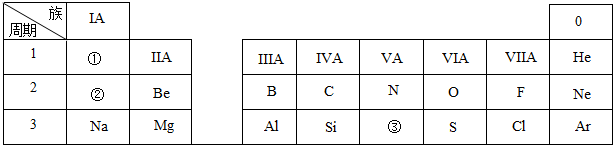 族 IA 0
周期
1 ① IIA IIIA IVA VA VIA VIIA He
2 ② Be B C N O F Ne
3 Na Mg Al Si ③ S Cl Ar